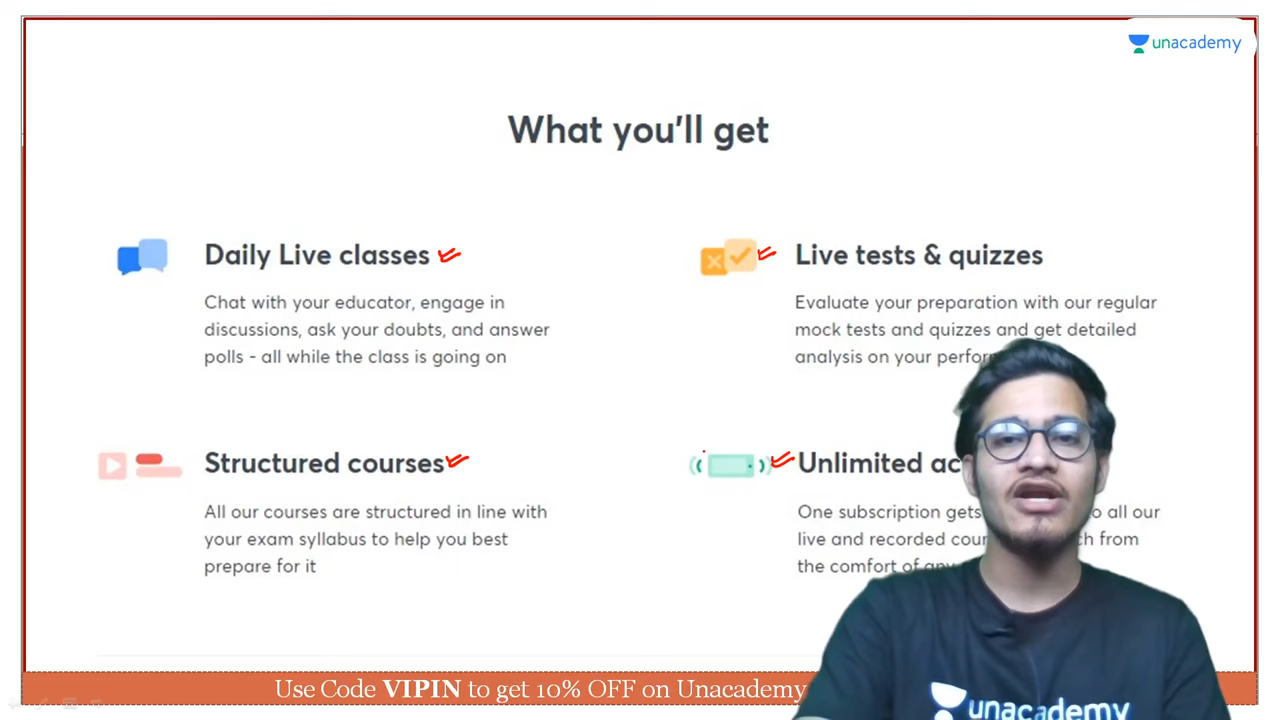 unacademy
What you'll get
Daily Live classes
Chat with your educator, engage in
discussions, ask your doubts, and answer
polls - all while the class is going on
Live tests & quizzes
Evaluate your preparation with our regular
mock tests and quizzes and get detailed
analysis on your
Structured courses
All our courses are structured in line with
your exam syllabus to help you best
prepare for it
Unlimited
One subscription gets all our
live and recorded from
the comfort of
Use Code VIPIN to get 10% OFF on Unacademy
unacademy